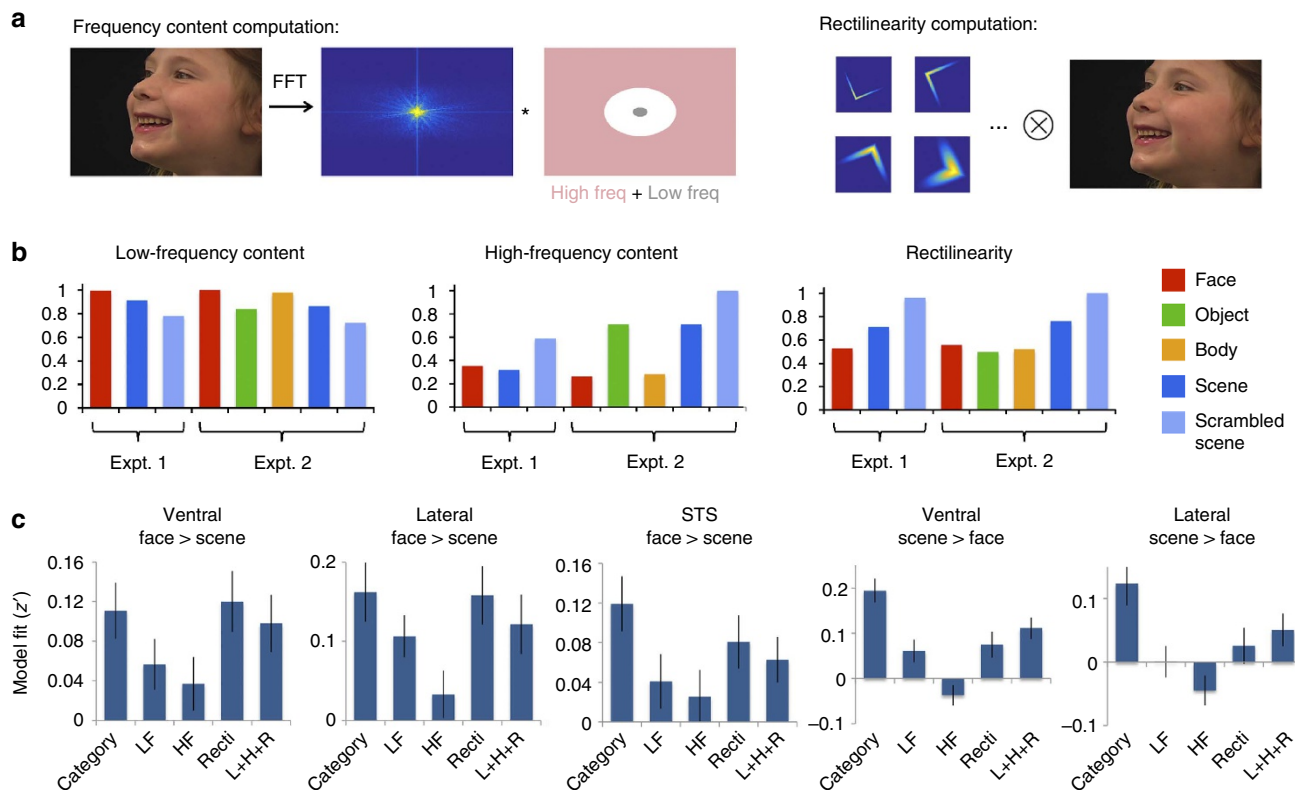 a
Frequency content computation:
Rectilinearity computation:
FFT
*
...
High freq + Low freq
b
Low-frequency content
High-frequency content
Rectilinearity
1
0.8
0.6
0.4
0.2
0
Expt. 1
Expt. 2
1
0.8
0.6
0.4
0.2
0
Expt. 1
Expt. 2
1
0.8
0.6
0.4
0.2
0
Expt. 1
Expt. 2
Face
Object
Body
Scene
Scrambled
scene
c
Ventral
face > scene
Lateral
face > scene
STS
face > scene
Ventral
scene > face
Lateral
scene > face
Model fit (z′)
0.16
0.12
0.08
0.04
0
Category
LF
HF
Recti
L+H+R
0.2
0.1
0
Category
LF
HF
Recti
L+H+R
0.16
0.12
0.08
0.04
0
Category
LF
HF
Recti
L+H+R
0.2
0.1
0
–0.1
Category
LF
HF
Recti
L+H+R
0.1
0
–0.1
Category
LF
HF
Recti
L+H+R